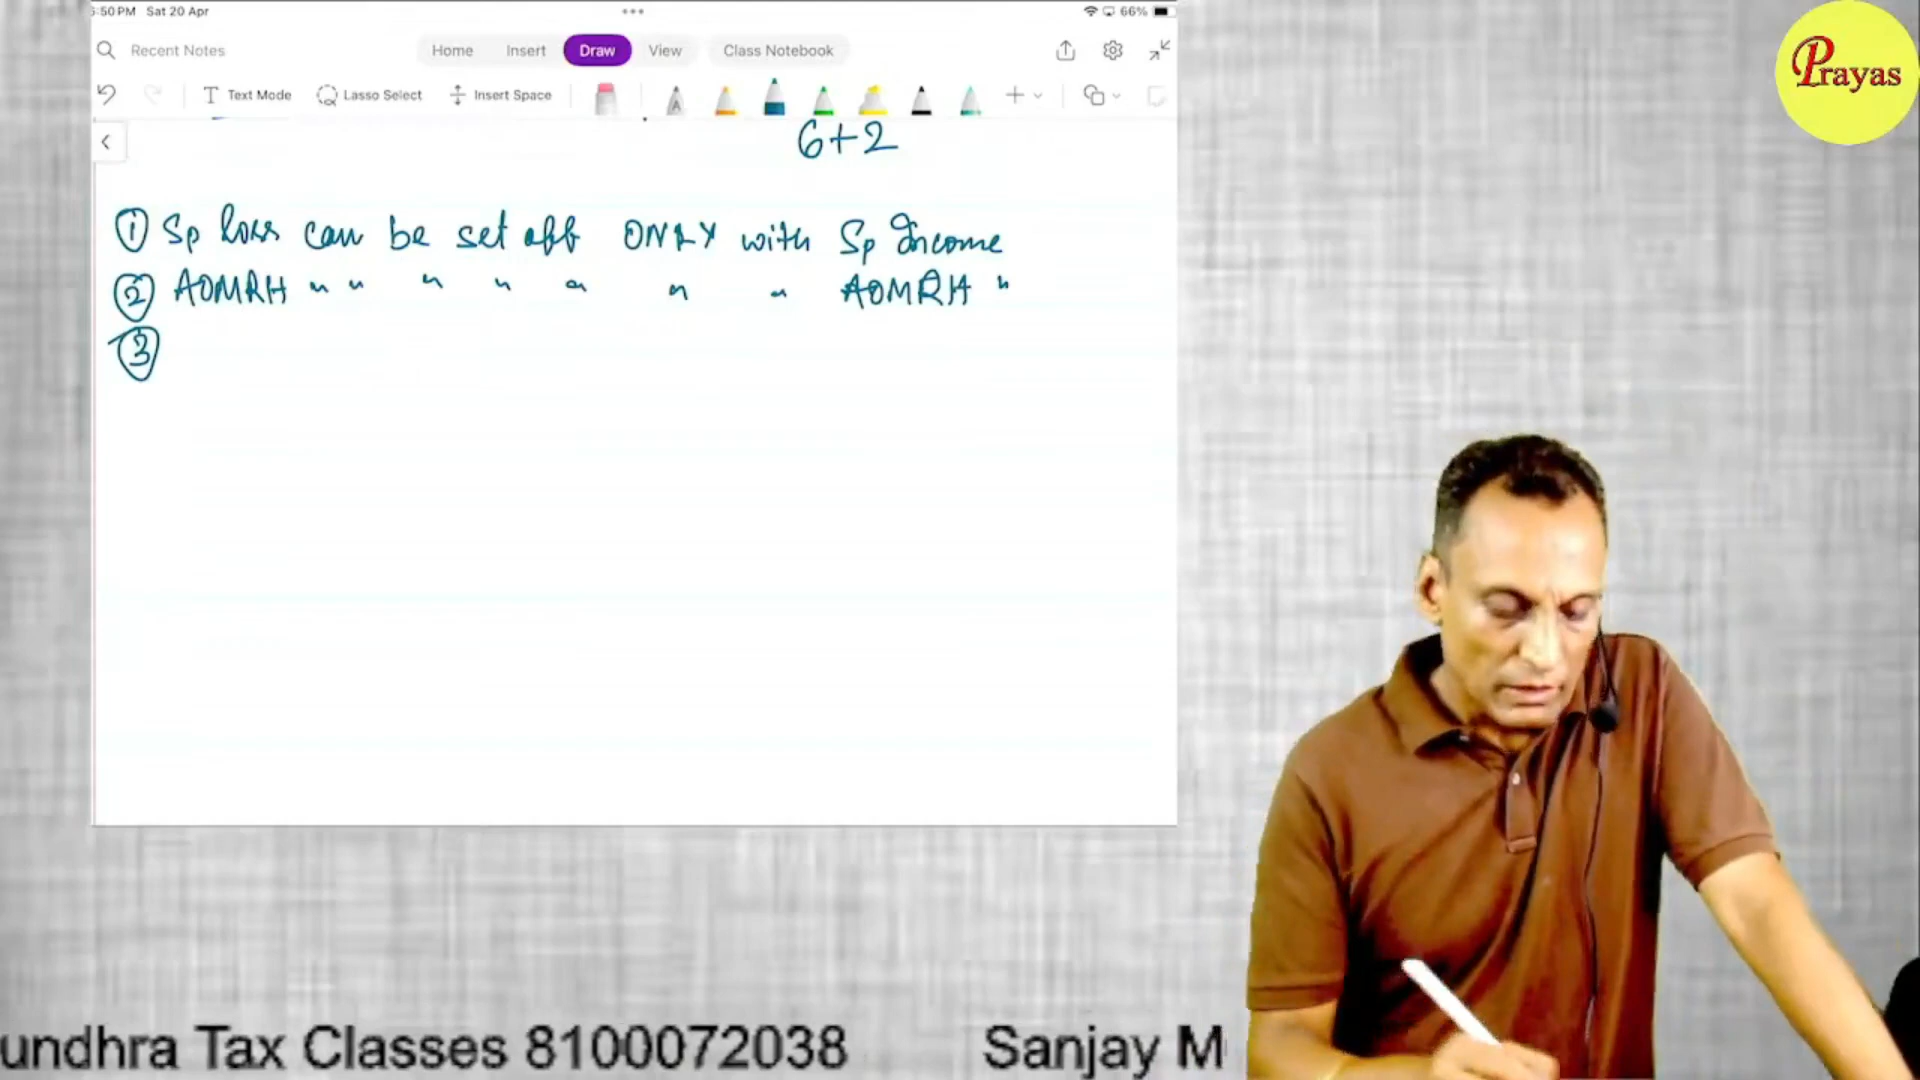 :50 PM Sat 20 Apr
66%
Recent Notes
Home Insert Draw View Class Notebook
Text Mode Lasso Select Insert Space
A
Prayas
6+2
① Sp loss can be set off ONLY with Sp Income
② AOMRH " " " " " " " AOMRH "
③
undhra Tax Classes 8100072038 Sanjay M